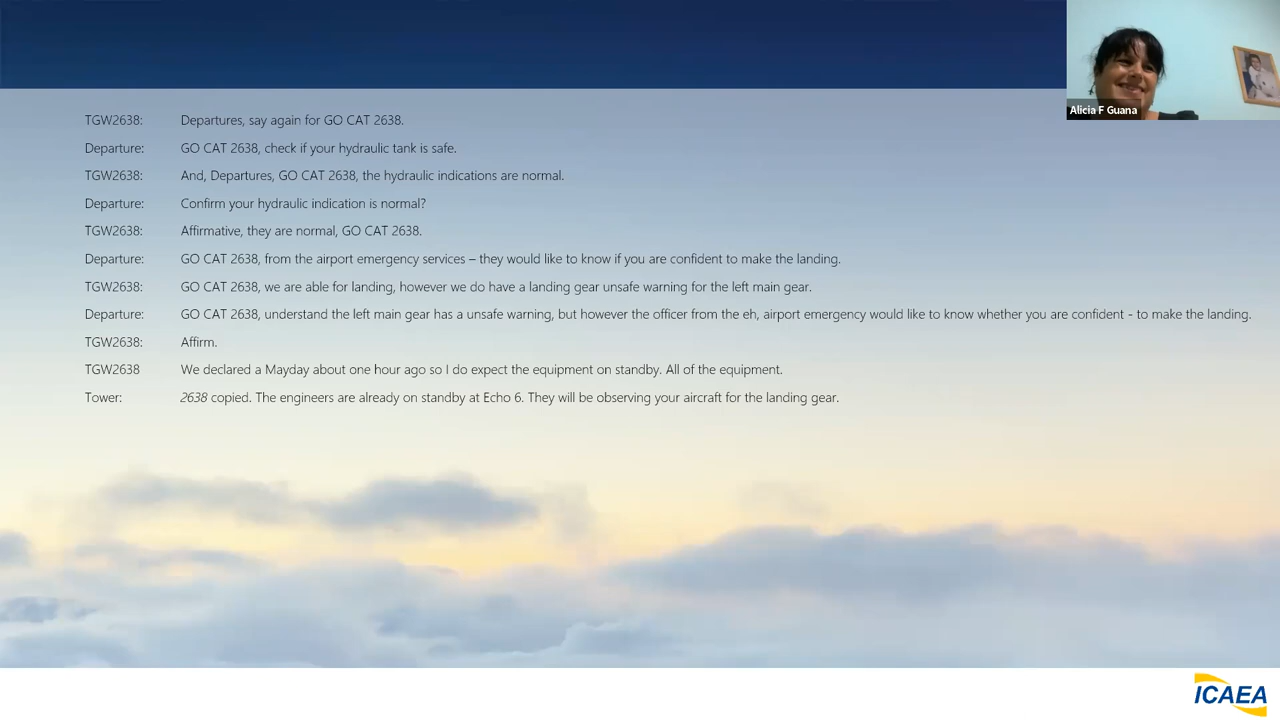 Alicia F Guana
TGW2638: Departures, say again for GO CAT 2638.
Departure: GO CAT 2638, check if your hydraulic tank is safe.
TGW2638: And, Departures, GO CAT 2638, the hydraulic indications are normal.
Departure: Confirm your hydraulic indication is normal?
TGW2638: Affirmative, they are normal, GO CAT 2638.
Departure: GO CAT 2638, from the airport emergency services – they would like to know if you are confident to make the landing.
TGW2638: GO CAT 2638, we are able for landing, however we do have a landing gear unsafe warning for the left main gear.
Departure: GO CAT 2638, understand the left main gear has a unsafe warning, but however the officer from the eh, airport emergency would like to know whether you are confident - to make the landing.
TGW2638: Affirm.
TGW2638 We declared a Mayday about one hour ago so I do expect the equipment on standby. All of the equipment.
Tower: 2638 copied. The engineers are already on standby at Echo 6. They will be observing your aircraft for the landing gear.
ICAEA